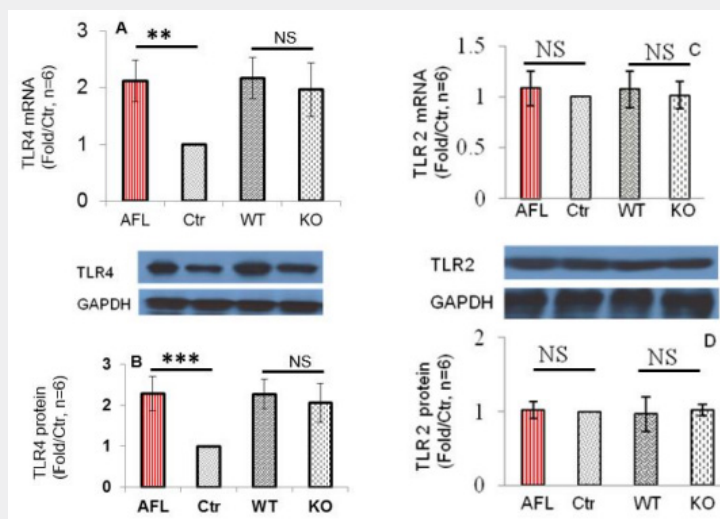 A
** NS
3
2
1
0
TLR4 mRNA
(Fold/Ctr, n=6)
AFL Ctr WT KO
TLR4
GAPDH
B
*** NS
3
2
1
0
TLR4 protein
(Fold/Ctr, n=6)
AFL Ctr WT KO
C
NS NS
1.5
1
0.5
0
TLR 2 mRNA
(Fold/Ctr, n=6)
AFL Ctr WT KO
TLR2
GAPDH
D
NS NS
2
1
0
TLR 2 protein
(Fold/Ctr, n=6)
AFL Ctr WT KO